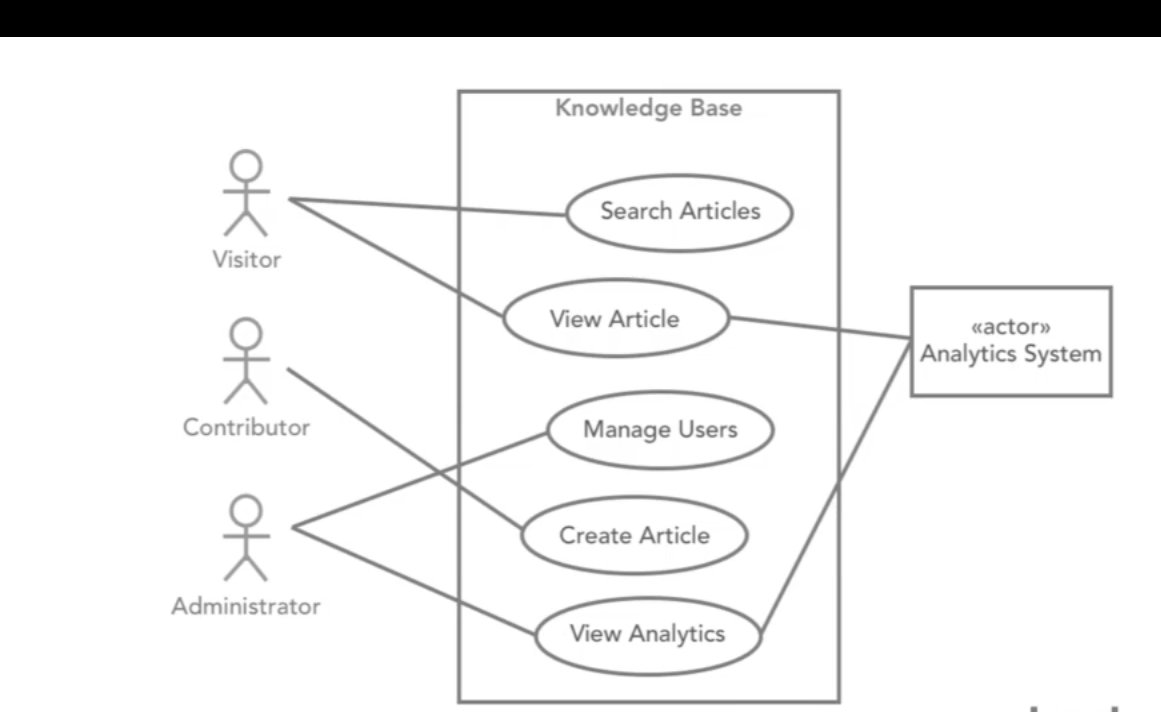 Knowledge Base
Search Articles
Visitor
View Article
«actor»
Analytics System
Contributor
Manage Users
Create Article
Administrator
View Analytics